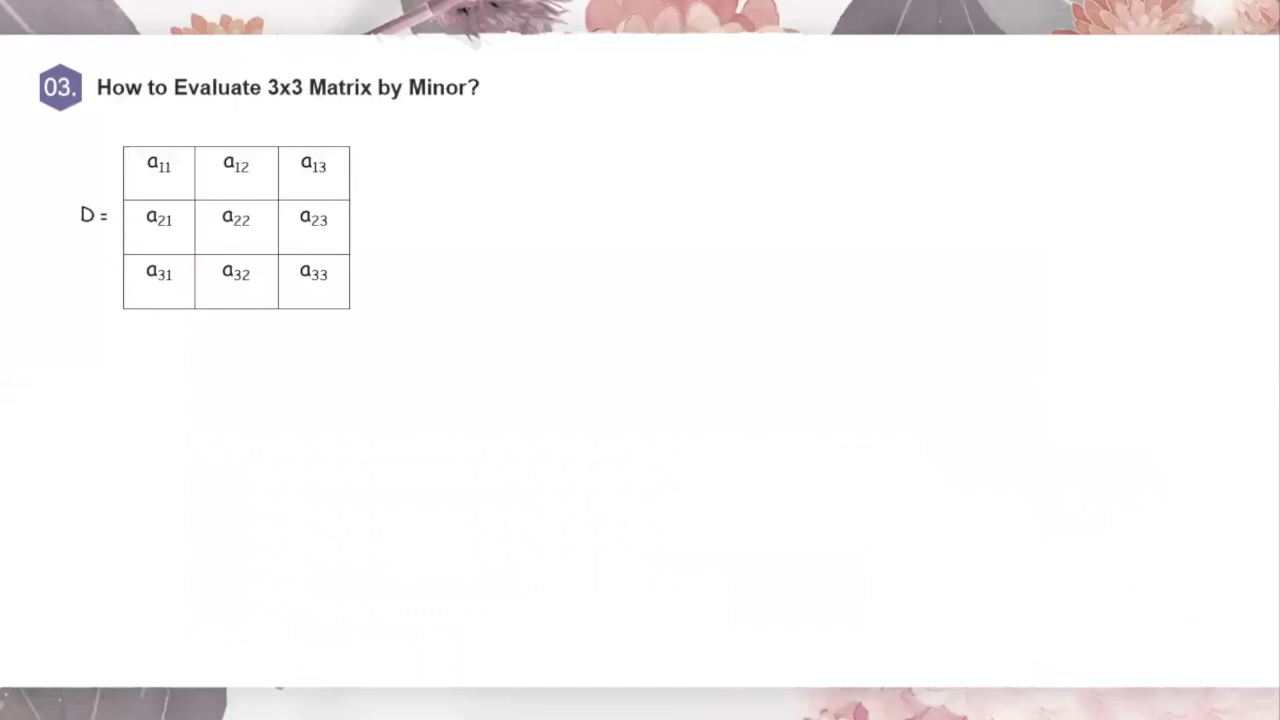 03. How to Evaluate 3x3 Matrix by Minor?
a₁₁ a₁₂ a₁₃
D = a₂₁ a₂₂ a₂₃
a₃₁ a₃₂ a₃₃